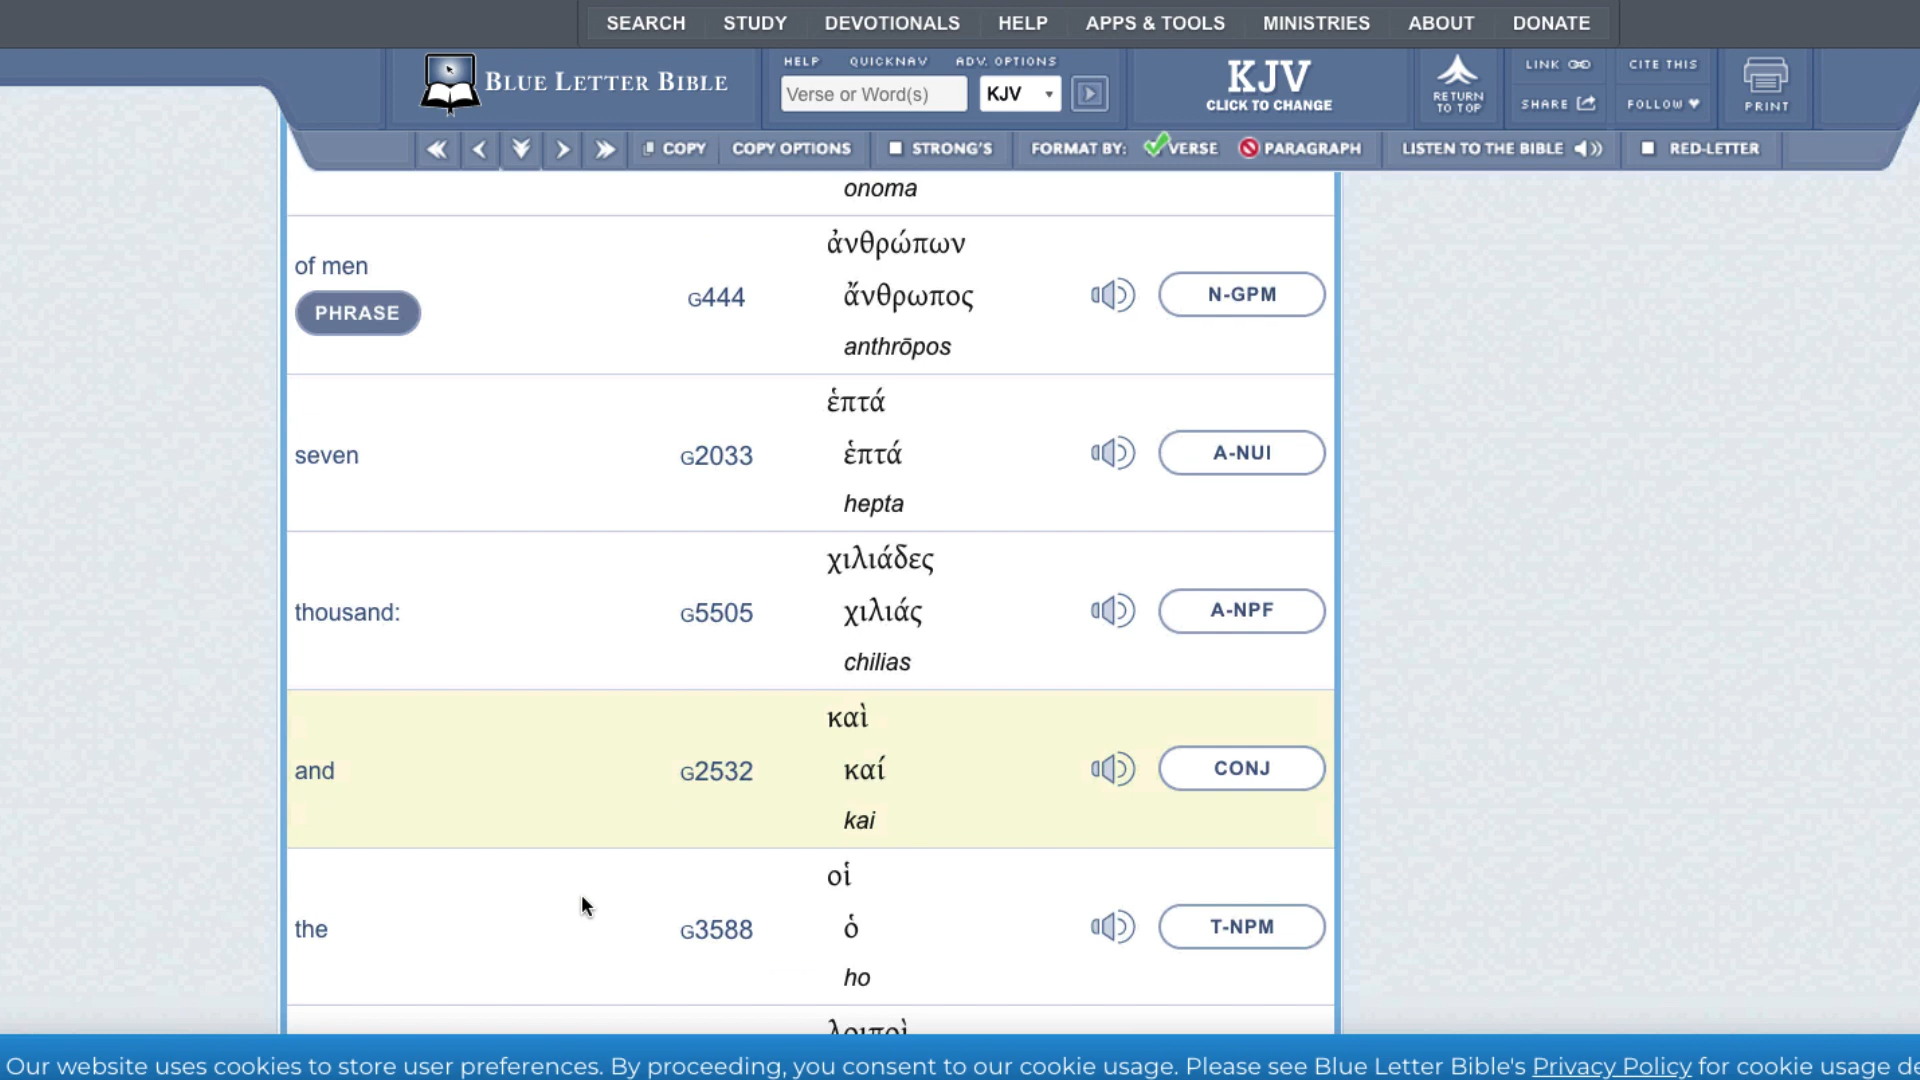 SEARCH STUDY DEVOTIONALS HELP APPS & TOOLS MINISTRIES ABOUT DONATE
BLUE LETTER BIBLE
HELP QUICKNAV ADV. OPTIONS
Verse or Word(s) KJV
KJV
CLICK TO CHANGE
RETURN
TO TOP
LINK
SHARE
CITE THIS
FOLLOW
PRINT
COPY COPY OPTIONS STRONG'S FORMAT BY: VERSE PARAGRAPH LISTEN TO THE BIBLE RED-LETTER
onoma
of men
PHRASE
G444
ἀνθρώπων
ἄνθρωπος
anthrōpos
N-GPM
seven
G2033
ἑπτά
ἑπτά
hepta
A-NUI
thousand:
G5505
χιλιάδες
χιλιάς
chilias
A-NPF
and
G2532
καὶ
καί
kai
CONJ
the
G3588
οἱ
ὁ
ho
T-NPM
λοιποὶ
Our website uses cookies to store user preferences. By proceeding, you consent to our cookie usage. Please see Blue Letter Bible's Privacy Policy for cookie usage de